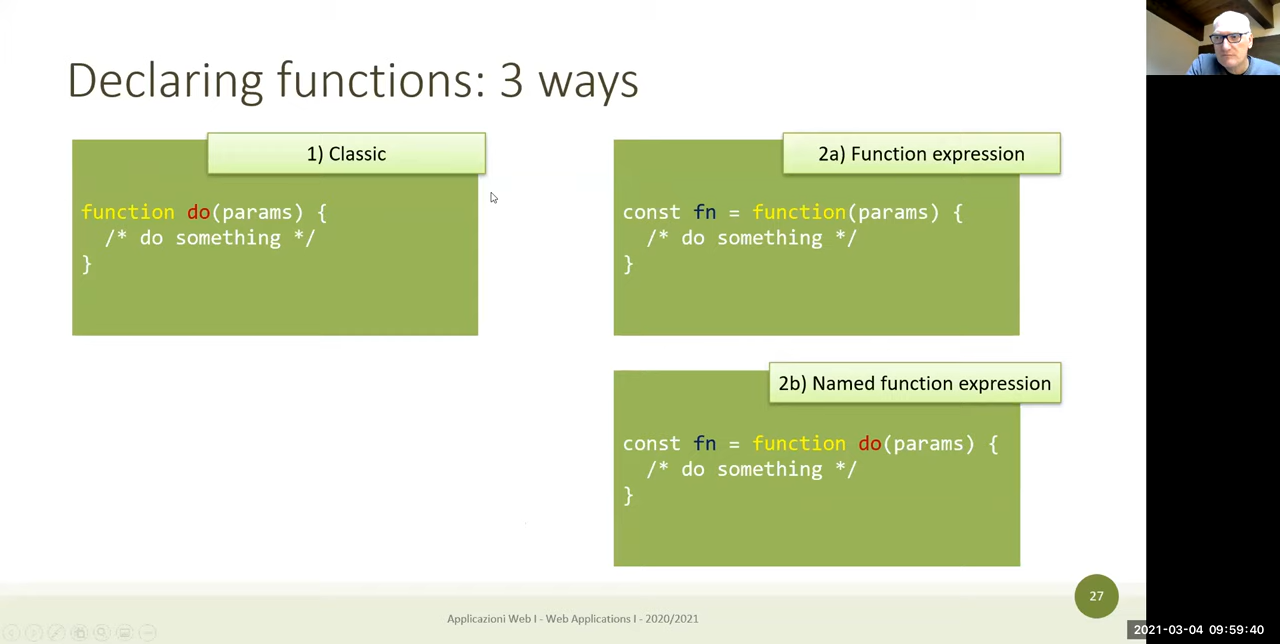 Declaring functions: 3 ways
1) Classic
function do(params) {
  /* do something */
}
2a) Function expression
const fn = function(params) {
  /* do something */
}
2b) Named function expression
const fn = function do(params) {
  /* do something */
}
27
Applicazioni Web I - Web Applications I - 2020/2021
2021-03-04 09:59:40